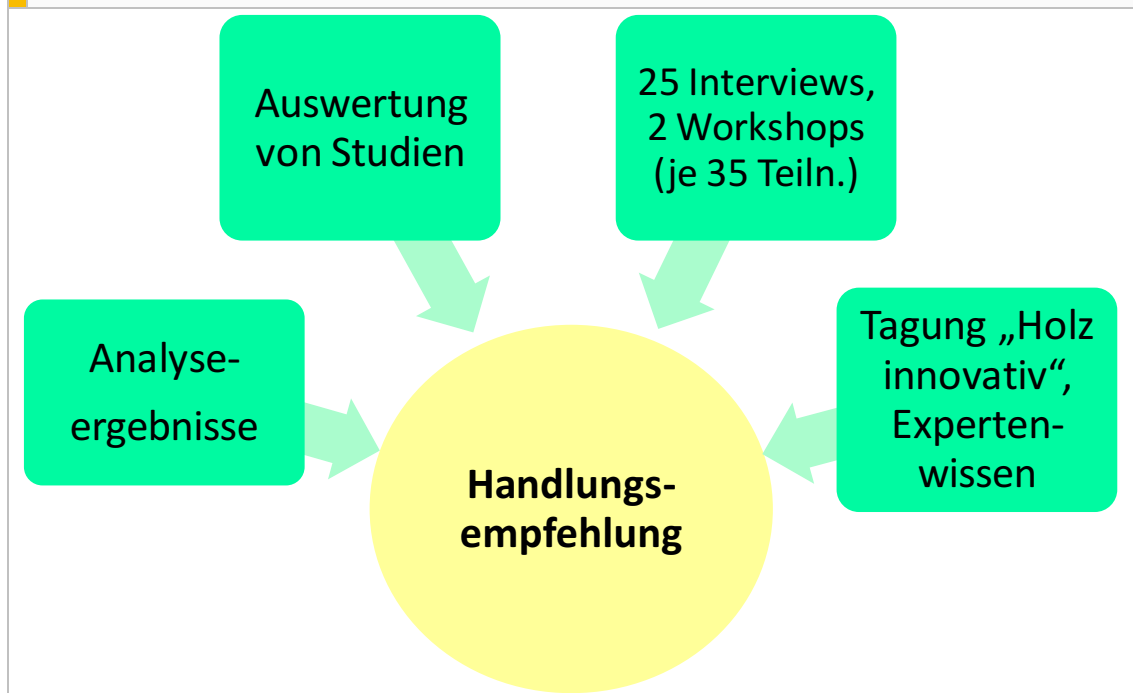 Auswertung
von Studien
25 Interviews,
2 Workshops
(je 35 Teiln.)
Analyse-
ergebnisse
Tagung „Holz
innovativ“,
Experten-
wissen
Handlungs-
empfehlung